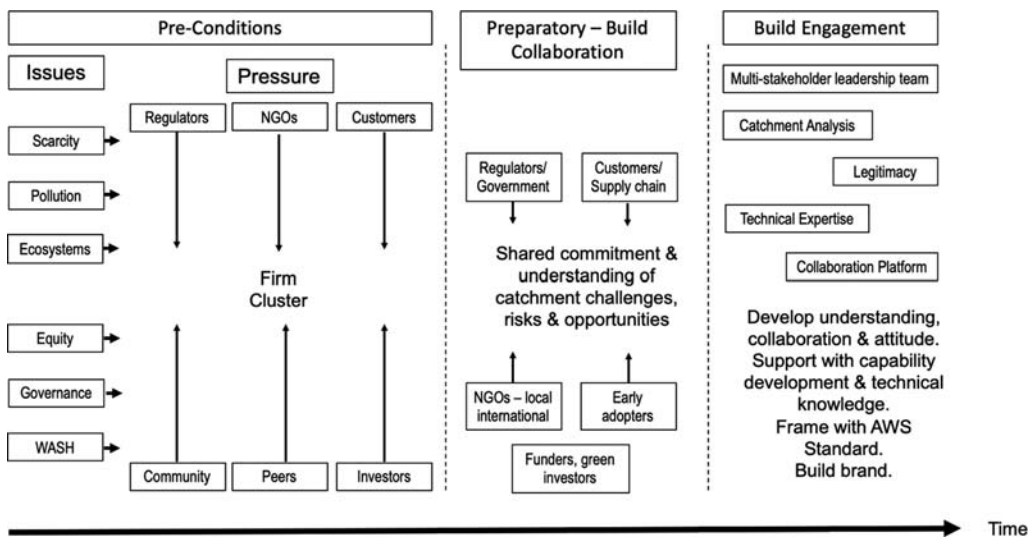 Pre-Conditions
Issues
Pressure
Regulators
NGOs
Customers
Scarcity
Pollution
Ecosystems
Firm
Cluster
Equity
Governance
WASH
Community
Peers
Investors
Preparatory – Build
Collaboration
Regulators/
Government
Customers/
Supply chain
Shared commitment &
understanding of
catchment challenges,
risks & opportunities
NGOs – local
international
Early
adopters
Funders, green
investors
Build Engagement
Multi-stakeholder leadership team
Catchment Analysis
Legitimacy
Technical Expertise
Collaboration Platform
Develop understanding,
collaboration & attitude.
Support with capability
development & technical
knowledge.
Frame with AWS
Standard.
Build brand.
Time